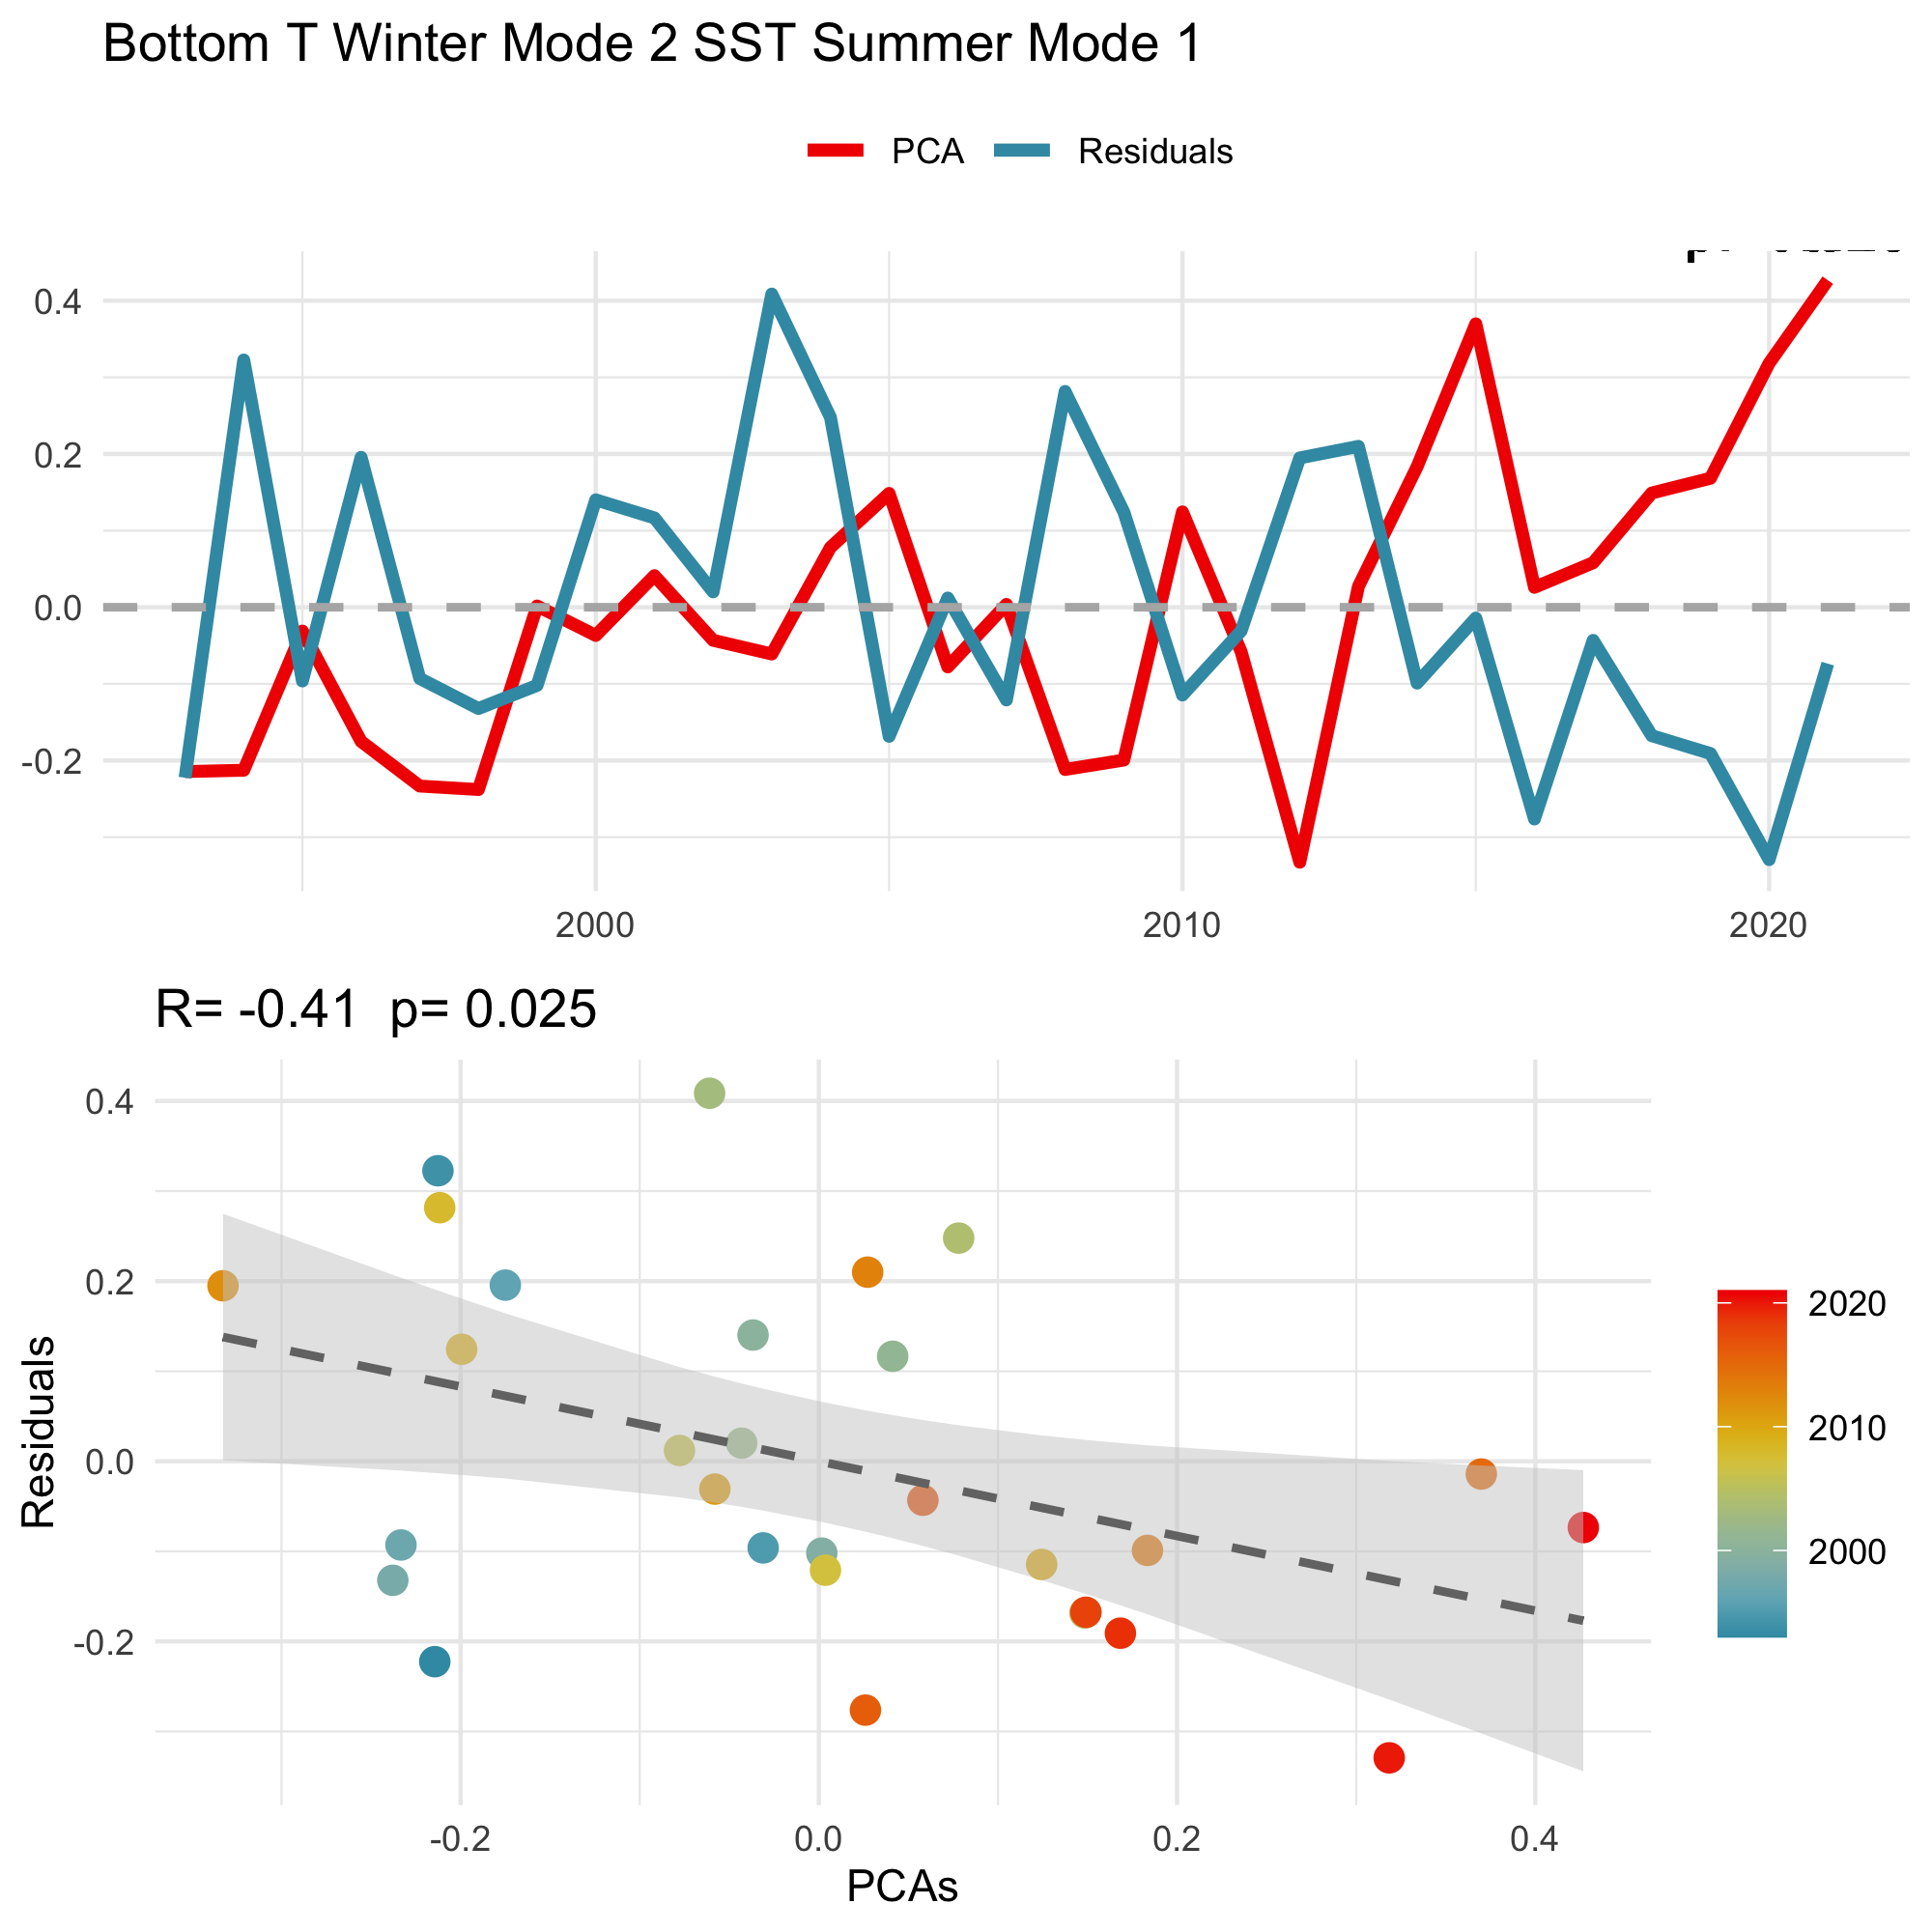 Bottom T Winter Mode 2 SST Summer Mode 1
PCA Residuals
0.4
0.2
0.0
-0.2
2000 2010 2020
R= -0.41 p= 0.025
Residuals
0.4
0.2
0.0
-0.2
-0.2 0.0 0.2 0.4
PCAs
2020
2010
2000